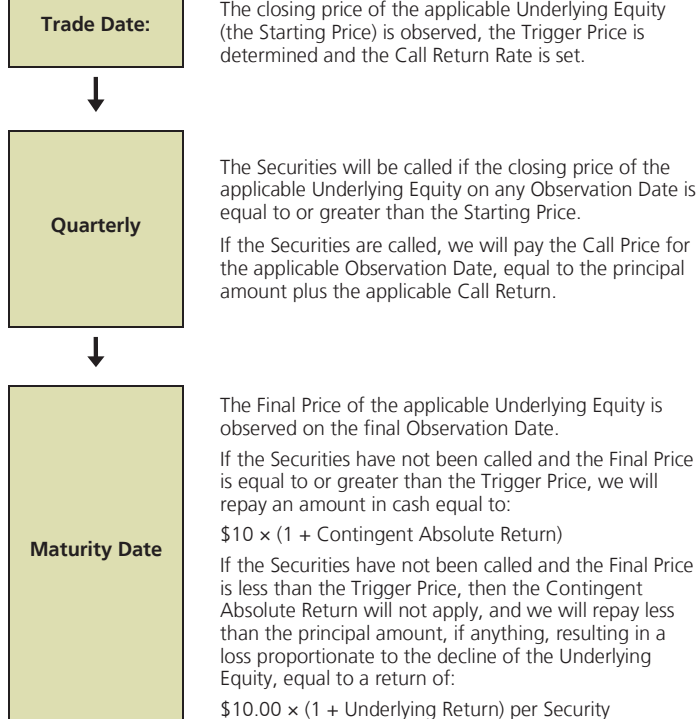 Trade Date:
The closing price of the applicable Underlying Equity
(the Starting Price) is observed, the Trigger Price is
determined and the Call Return Rate is set.
Quarterly
The Securities will be called if the closing price of the
applicable Underlying Equity on any Observation Date is
equal to or greater than the Starting Price.
If the Securities are called, we will pay the Call Price for
the applicable Observation Date, equal to the principal
amount plus the applicable Call Return.
Maturity Date
The Final Price of the applicable Underlying Equity is
observed on the final Observation Date.
If the Securities have not been called and the Final Price
is equal to or greater than the Trigger Price, we will
repay an amount in cash equal to:
$10 × (1 + Contingent Absolute Return)
If the Securities have not been called and the Final Price
is less than the Trigger Price, then the Contingent
Absolute Return will not apply, and we will repay less
than the principal amount, if anything, resulting in a
loss proportionate to the decline of the Underlying
Equity, equal to a return of:
$10.00 × (1 + Underlying Return) per Security